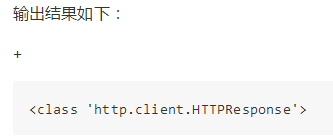 输出结果如下：
+
<class 'http.client.HTTPResponse'>